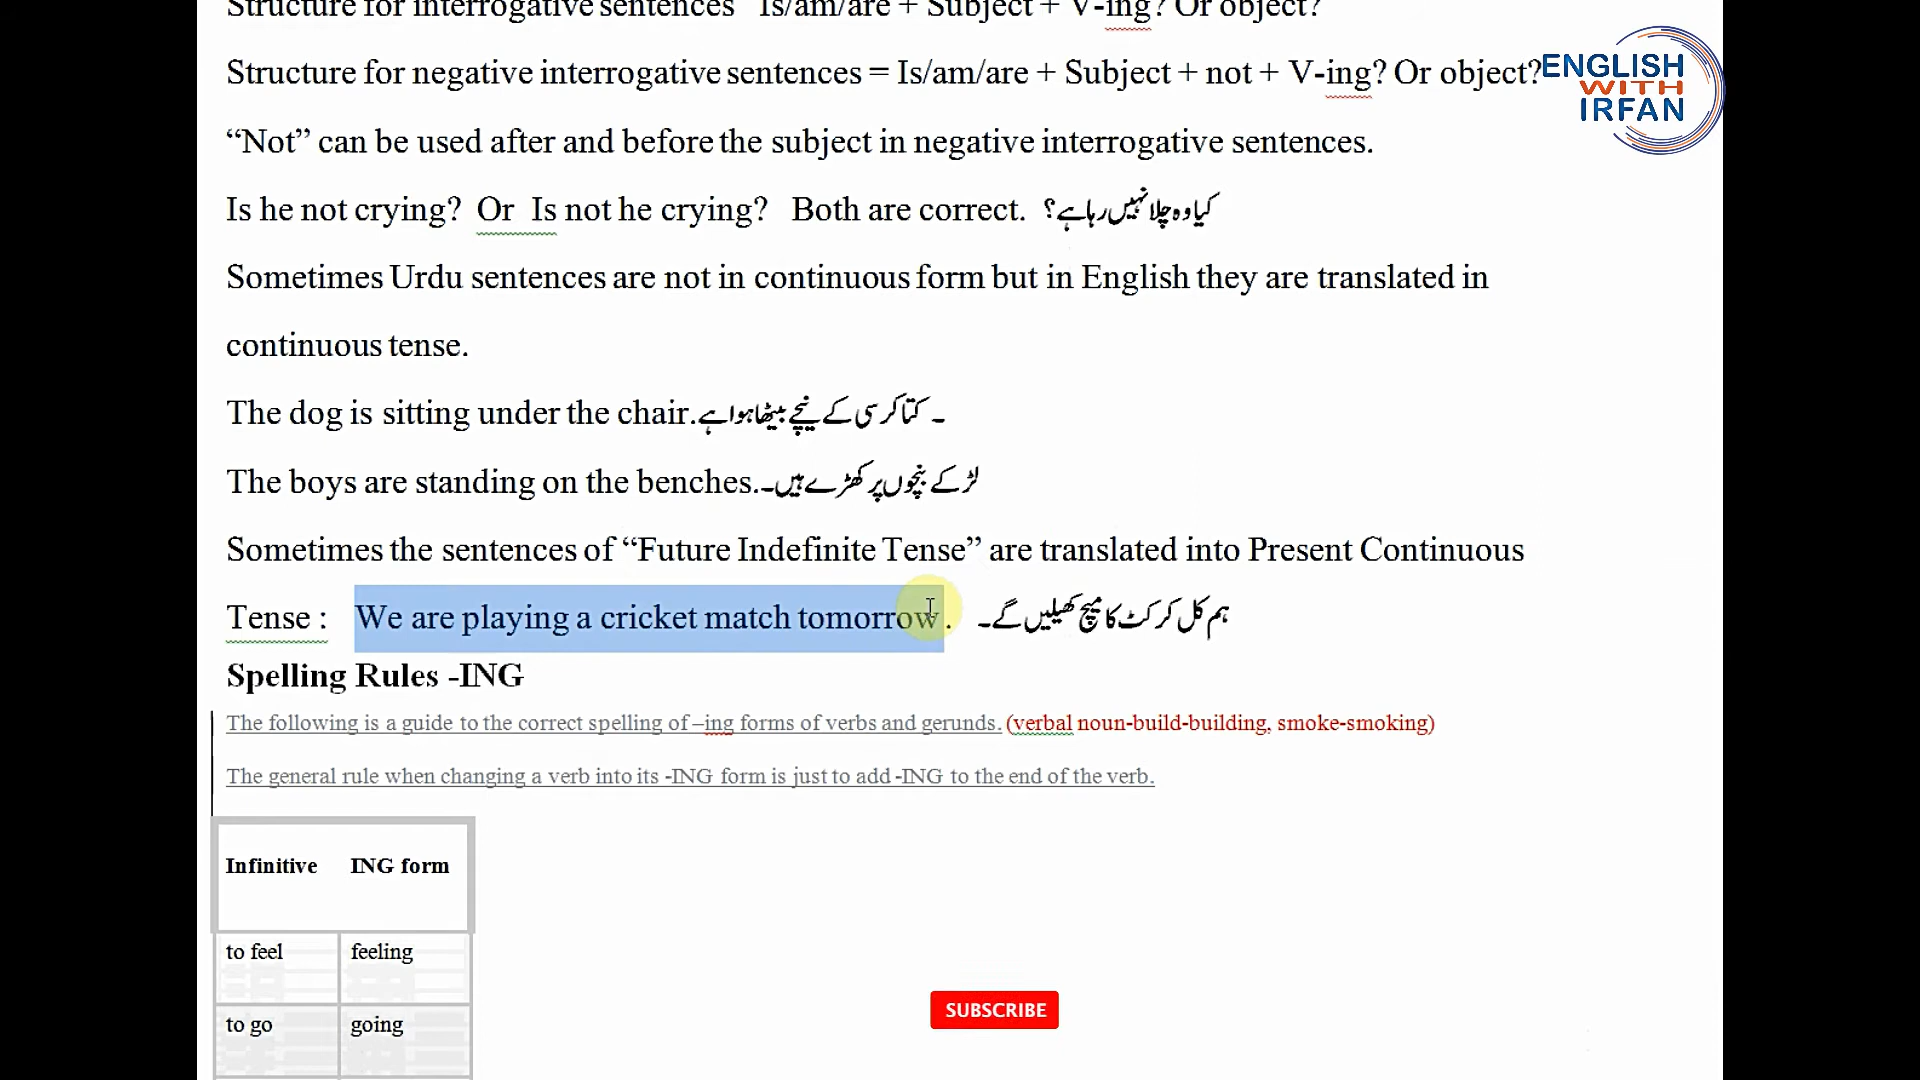 Structure for interrogative sentences Is/am/are + Subject + V-ing? Or object?
Structure for negative interrogative sentences = Is/am/are + Subject + not + V-ing? Or object?
ENGLISH
WITH
IRFAN
“Not” can be used after and before the subject in negative interrogative sentences.
Is he not crying? Or Is not he crying? Both are correct. کیا وہ چلا نہیں رہا ہے؟
Sometimes Urdu sentences are not in continuous form but in English they are translated in
continuous tense.
The dog is sitting under the chair. کتا کرسی کے نیچے بیٹھا ہوا ہے ۔
The boys are standing on the benches. لڑکے بنچوں پر کھڑے ہیں۔
Sometimes the sentences of “Future Indefinite Tense” are translated into Present Continuous
Tense : We are playing a cricket match tomorrow. ہم کل کرکٹ کا میچ کھیلیں گے ۔
Spelling Rules -ING
The following is a guide to the correct spelling of –ing forms of verbs and gerunds. (verbal noun-build-building, smoke-smoking)
The general rule when changing a verb into its -ING form is just to add -ING to the end of the verb.
Infinitive ING form
to feel feeling
to go going
SUBSCRIBE